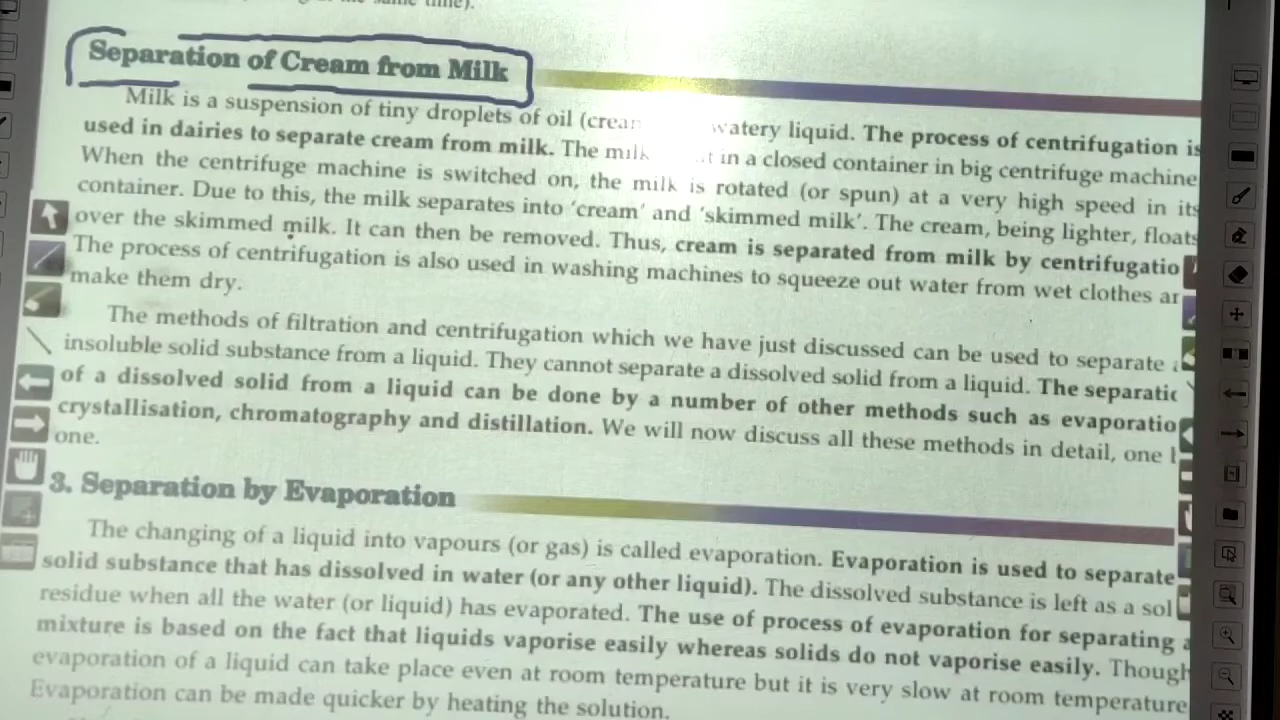 same time).
Separation of Cream from Milk
Milk is a suspension of tiny droplets of oil (crea watery liquid. The process of centrifugation is
used in dairies to separate cream from milk. The milk in a closed container in big centrifuge machine
When the centrifuge machine is switched on, the milk is rotated (or spun) at a very high speed in its
container. Due to this, the milk separates into 'cream' and 'skimmed milk'. The cream, being lighter, floats
over the skimmed milk. It can then be removed. Thus, cream is separated from milk by centrifugatio
The process of centrifugation is also used in washing machines to squeeze out water from wet clothes
make them dry.
The methods of filtration and centrifugation which we have just discussed can be used to separate
insoluble solid substance from a liquid. They cannot separate a dissolved solid from a liquid. The separatio
of a dissolved solid from a liquid can be done by a number of other methods such as evaporatio
crystallisation, chromatography and distillation. We will now discuss all these methods in detail, one
one.
3. Separation by Evaporation
The changing of a liquid into vapours (or gas) is called evaporation. Evaporation is used to separate
solid substance that has dissolved in water (or any other liquid). The dissolved substance is left as a sol
residue when all the water (or liquid) has evaporated. The use of process of evaporation for separating a
mixture is based on the fact that liquids vaporise easily whereas solids do not vaporise easily. Though
evaporation of a liquid can take place even at room temperature but it is very slow at room temperature
Evaporation can be made quicker by heating the solution.